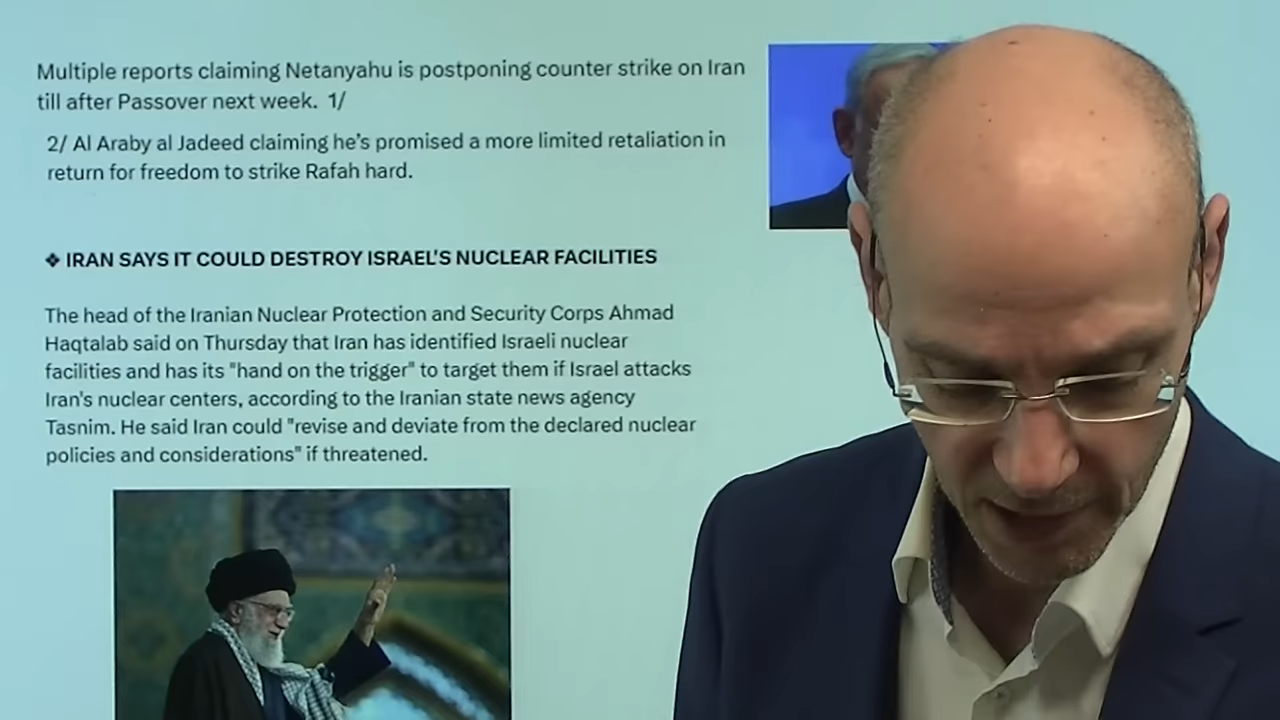 Multiple reports claiming Netanyahu is postponing counter strike on Iran
till after Passover next week. 1/
2/ Al Araby al Jadeed claiming he's promised a more limited retaliation in
return for freedom to strike Rafah hard.
❖ IRAN SAYS IT COULD DESTROY ISRAEL'S NUCLEAR FACILITIES
The head of the Iranian Nuclear Protection and Security Corps Ahmad
Haqtalab said on Thursday that Iran has identified Israeli nuclear
facilities and has its "hand on the trigger" to target them if Israel attacks
Iran's nuclear centers, according to the Iranian state news agency
Tasnim. He said Iran could "revise and deviate from the declared nuclear
policies and considerations" if threatened.